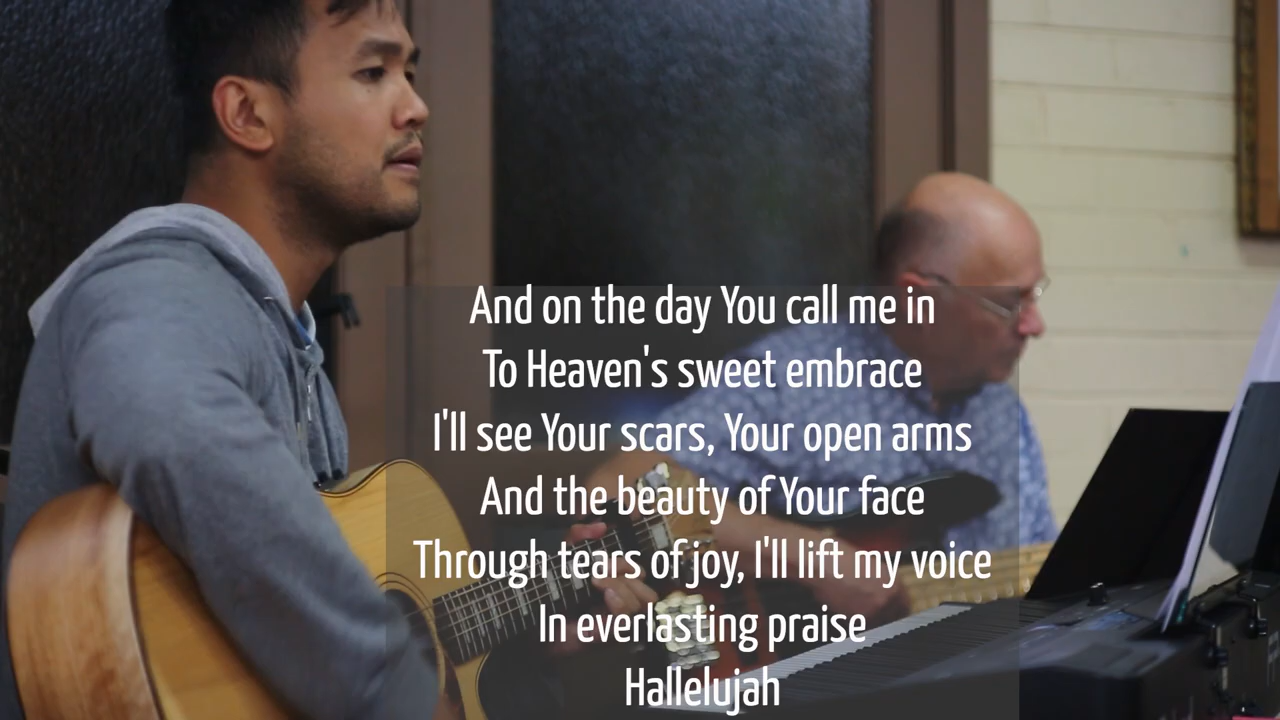 And on the day You call me in
To Heaven's sweet embrace
I'll see Your scars, Your open arms
And the beauty of Your face
Through tears of joy, I'll lift my voice
In everlasting praise
Hallelujah